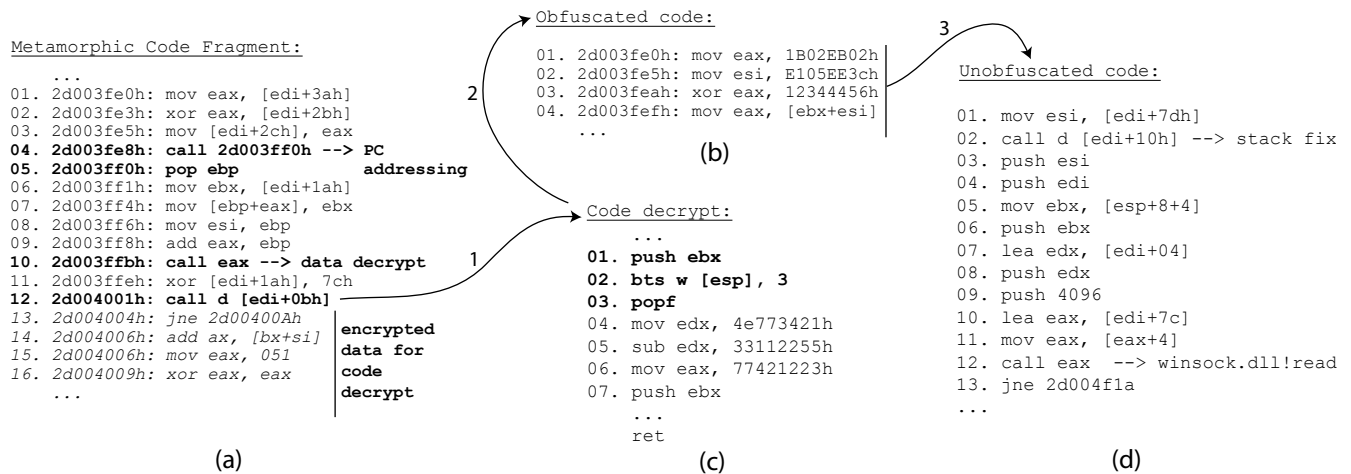 Metamorphic Code Fragment:
...
01. 2d003fe0h: mov eax, [edi+3ah]
02. 2d003fe3h: xor eax, [edi+2bh]
03. 2d003fe5h: mov [edi+2ch], eax
04. 2d003fe8h: call 2d003ff0h --> PC
05. 2d003ff0h: pop ebp addressing
06. 2d003ff1h: mov ebx, [edi+1ah]
07. 2d003ff4h: mov [ebp+eax], ebx
08. 2d003ff6h: mov esi, ebp
09. 2d003ff8h: add eax, ebp
10. 2d003ffbh: call eax --> data decrypt
11. 2d003ffeh: xor [edi+1ah], 7ch
12. 2d004001h: call d [edi+0bh]
13. 2d004004h: jne 2d00400Ah
14. 2d004006h: add ax, [bx+si]
15. 2d004006h: mov eax, 051
16. 2d004009h: xor eax, eax
...
encrypted
data for
code
decrypt
(a)
1
2
Obfuscated code:
01. 2d003fe0h: mov eax, 1B02EB02h
02. 2d003fe5h: mov esi, E105EE3ch
03. 2d003feah: xor eax, 12344456h
04. 2d003fefh: mov eax, [ebx+esi]
...
(b)
3
Code decrypt:
...
01. push ebx
02. bts w [esp], 3
03. popf
04. mov edx, 4e773421h
05. sub edx, 33112255h
06. mov eax, 77421223h
07. push ebx
...
ret
(c)
Unobfuscated code:
01. mov esi, [edi+7dh]
02. call d [edi+10h] --> stack fix
03. push esi
04. push edi
05. mov ebx, [esp+8+4]
06. push ebx
07. lea edx, [edi+04]
08. push edx
09. push 4096
10. lea eax, [edi+7c]
11. mov eax, [eax+4]
12. call eax --> winsock.dll!read
13. jne 2d004f1a
...
(d)